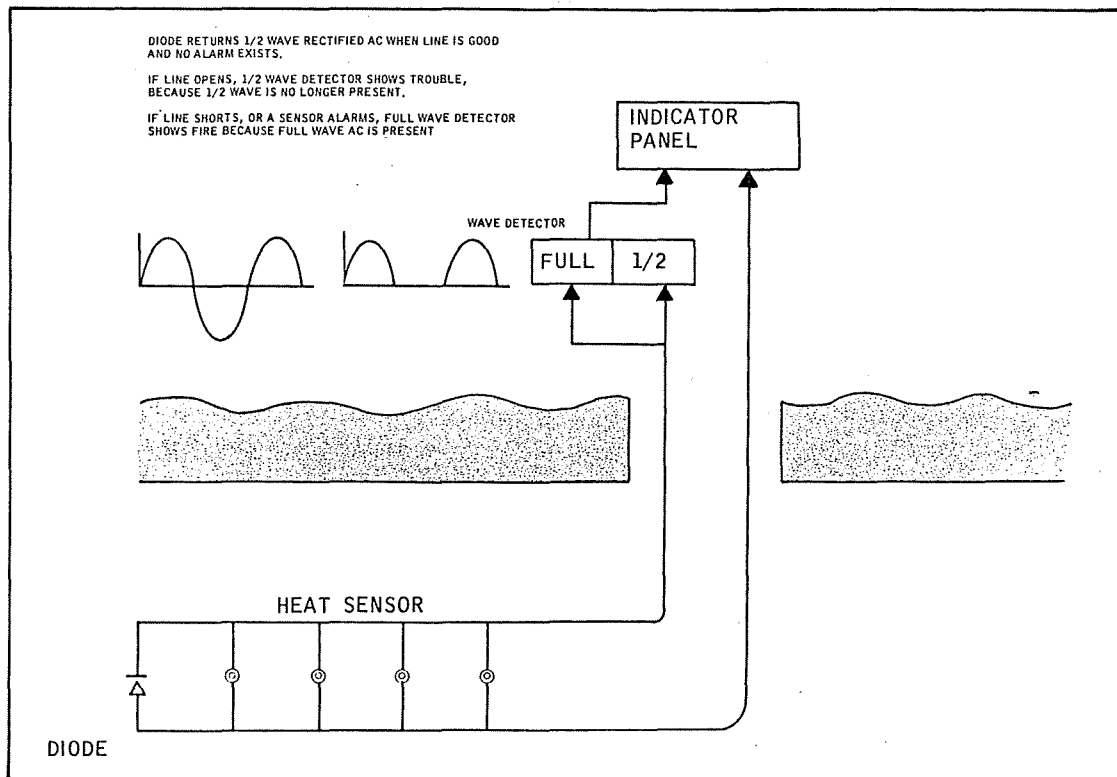 DIODE RETURNS 1/2 WAVE RECTIFIED AC WHEN LINE IS GOOD
AND NO ALARM EXISTS.
IF LINE OPENS, 1/2 WAVE DETECTOR SHOWS TROUBLE,
BECAUSE 1/2 WAVE IS NO LONGER PRESENT.
IF LINE SHORTS, OR A SENSOR ALARMS, FULL WAVE DETECTOR
SHOWS FIRE BECAUSE FULL WAVE AC IS PRESENT
INDICATOR
PANEL
WAVE DETECTOR
FULL 1/2
HEAT SENSOR
DIODE